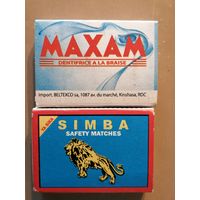 MAXAM
DENTIFRICE A LA BRAISE
Import. BELTEXCO sa, 1087 av. du marché, Kinshasa, RDC
SIMBA
SAFETY MATCHES